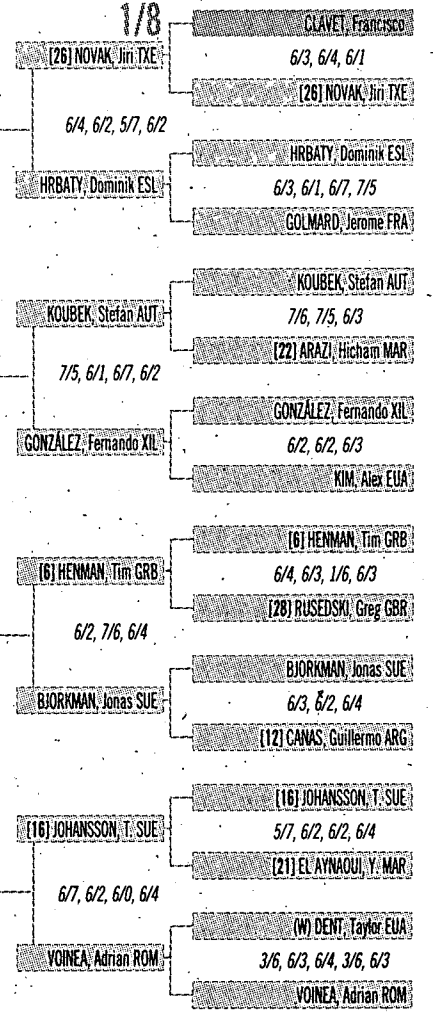 1/8
CLAVET, Francisco
[26] NOVAK, Jiri TXE
6/3, 6/4, 6/1
[26] NOVAK, Jiri TXE
6/4, 6/2, 5/7, 6/2
HRBATY, Dominik ESL
HRBATY, Dominik ESL
6/3, 6/1, 6/7, 7/5
GOLMARD, Jerome FRA
KOUBEK, Stefan AUT
KOUBEK, Stefan AUT
7/6, 7/5, 6/3
[22] ARAZI, Hicham MAR
7/5, 6/1, 6/7, 6/2
GONZÁLEZ, Fernando XIL
GONZÁLEZ, Fernando XIL
6/2, 6/2, 6/3
KIM, Alex EUA
[6] HENMAN, Tim GRB
[6] HENMAN, Tim GRB
6/4, 6/3, 1/6, 6/3
[28] RUSEDSKI, Greg GBR
6/2, 7/6, 6/4
BJORKMAN, Jonas SUE
BJORKMAN, Jonas SUE
6/3, 6/2, 6/4
[12] CANAS, Guillermo ARG
[16] JOHANSSON, T. SUE
[16] JOHANSSON, T. SUE
5/7, 6/2, 6/2, 6/4
[21] EL AYNAOUI, Y. MAR
6/7, 6/2, 6/0, 6/4
(W) DENT, Taylor EUA
VOINEA, Adrian ROM
3/6, 6/3, 6/4, 3/6, 6/3
VOINEA, Adrian ROM